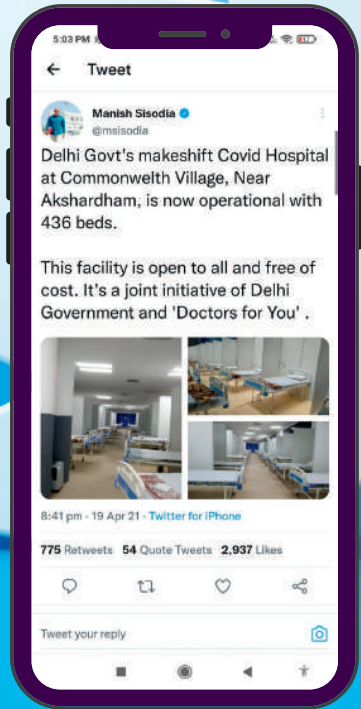 5:03 PM
Tweet
Manish Sisodia
@msisodia
Delhi Govt's makeshift Covid Hospital
at Commonwelth Village, Near
Akshardham, is now operational with
436 beds.
This facility is open to all and free of
cost. It's a joint initiative of Delhi
Government and 'Doctors for You' .
8:41 pm · 19 Apr 21 · Twitter for iPhone
775 Retweets 54 Quote Tweets 2,937 Likes
Tweet your reply